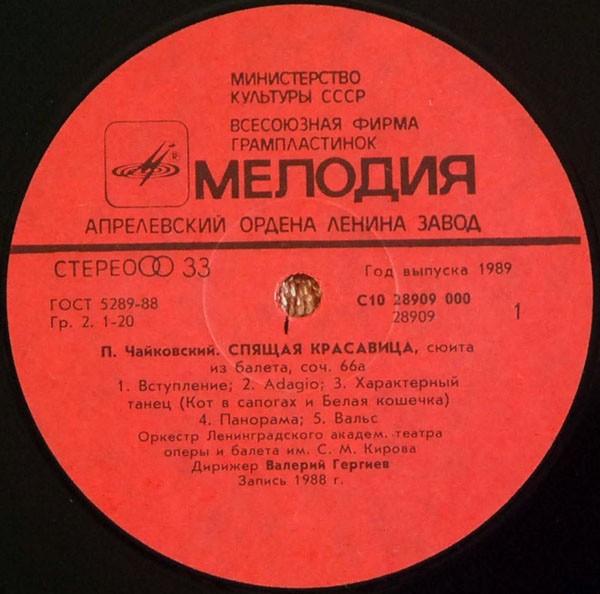 МИНИСТЕРСТВО
КУЛЬТУРЫ СССР
ВСЕСОЮЗНАЯ ФИРМА
ГРАМПЛАСТИНОК
МЕЛОДИЯ
АПРЕЛЕВСКИЙ ОРДЕНА ЛЕНИНА ЗАВОД
СТЕРЕО 33
Год выпуска 1989
ГОСТ 5289-88
Гр. 2. 1-20
С10 28909 000
28909
1
П. Чайковский. СПЯЩАЯ КРАСАВИЦА, сюита
из балета, соч. 66а
1. Вступление; 2. Adagio; 3. Характерный
танец (Кот в сапогах и Белая кошечка)
4. Панорама; 5. Вальс
Оркестр Ленинградского академ. театра
оперы и балета им. С. М. Кирова
Дирижер Валерий Гергиев
Запись 1988 г.